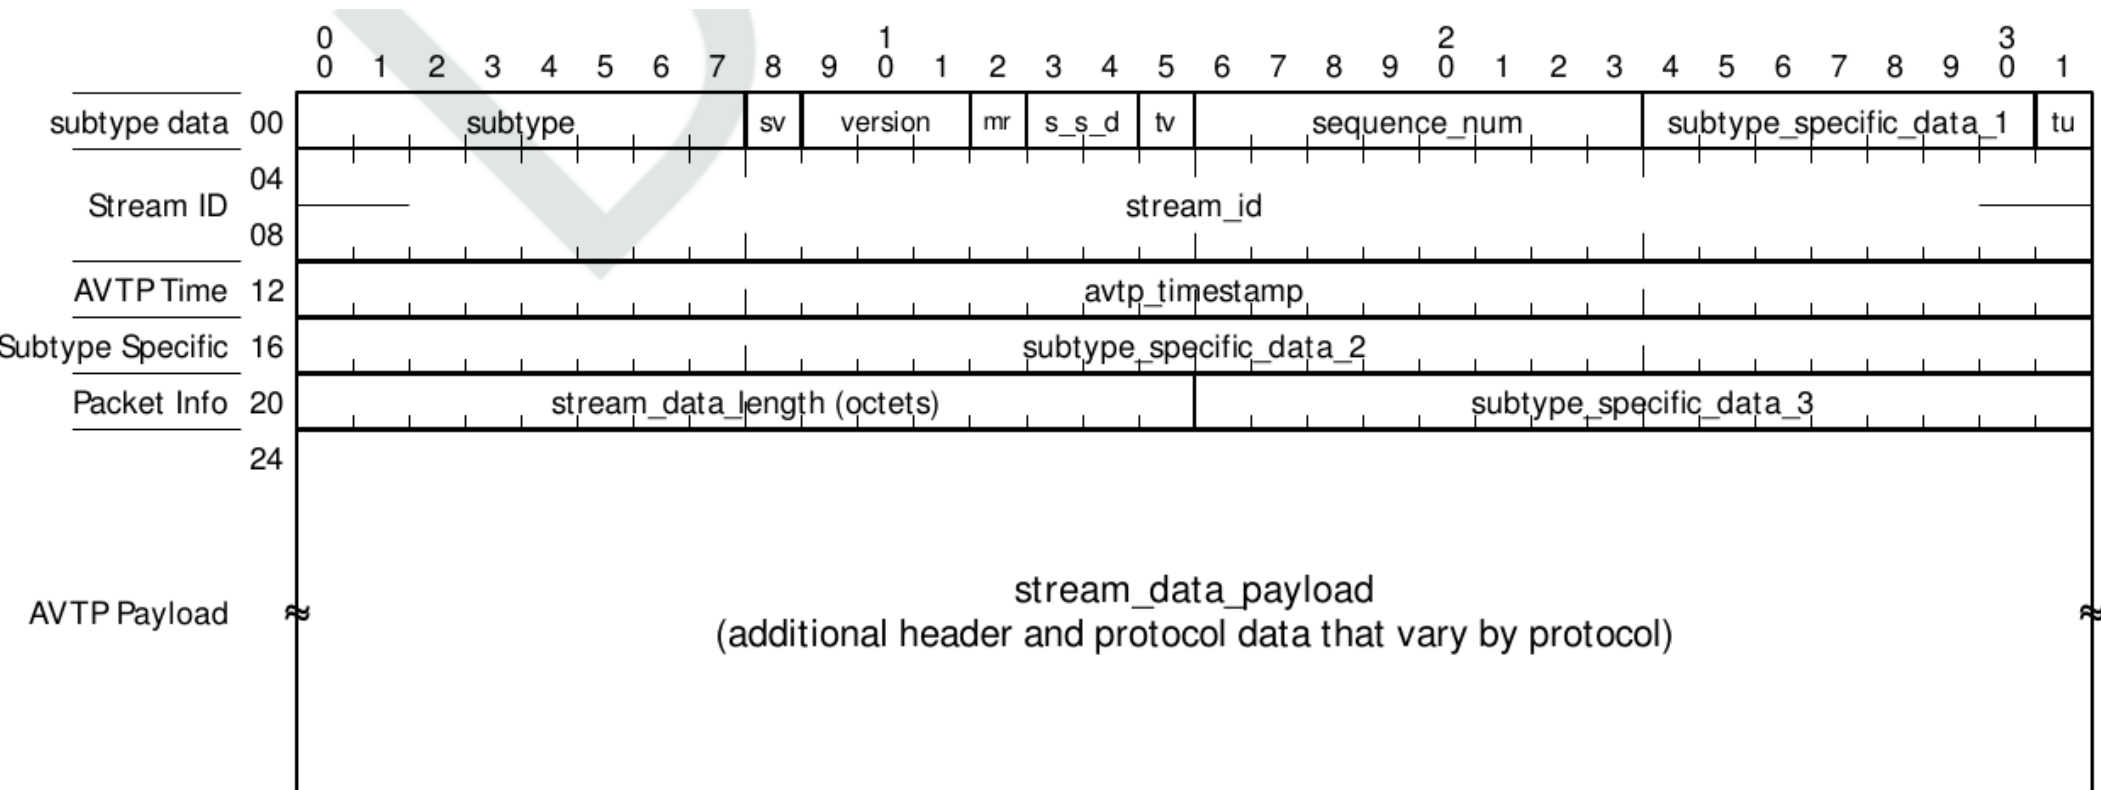 0 1 2 3
0 1 2 3 4 5 6 7 8 9 0 1 2 3 4 5 6 7 8 9 0 1 2 3 4 5 6 7 8 9 0 1
subtype data 00 subtype sv version mr s_s_d tv sequence_num subtype_specific_data_1 tu
04
Stream ID stream_id
08
AVTP Time 12 avtp_timestamp
Subtype Specific 16 subtype_specific_data_2
Packet Info 20 stream_data_length (octets) subtype_specific_data_3
24
stream_data_payload
AVTP Payload
(additional header and protocol data that vary by protocol)